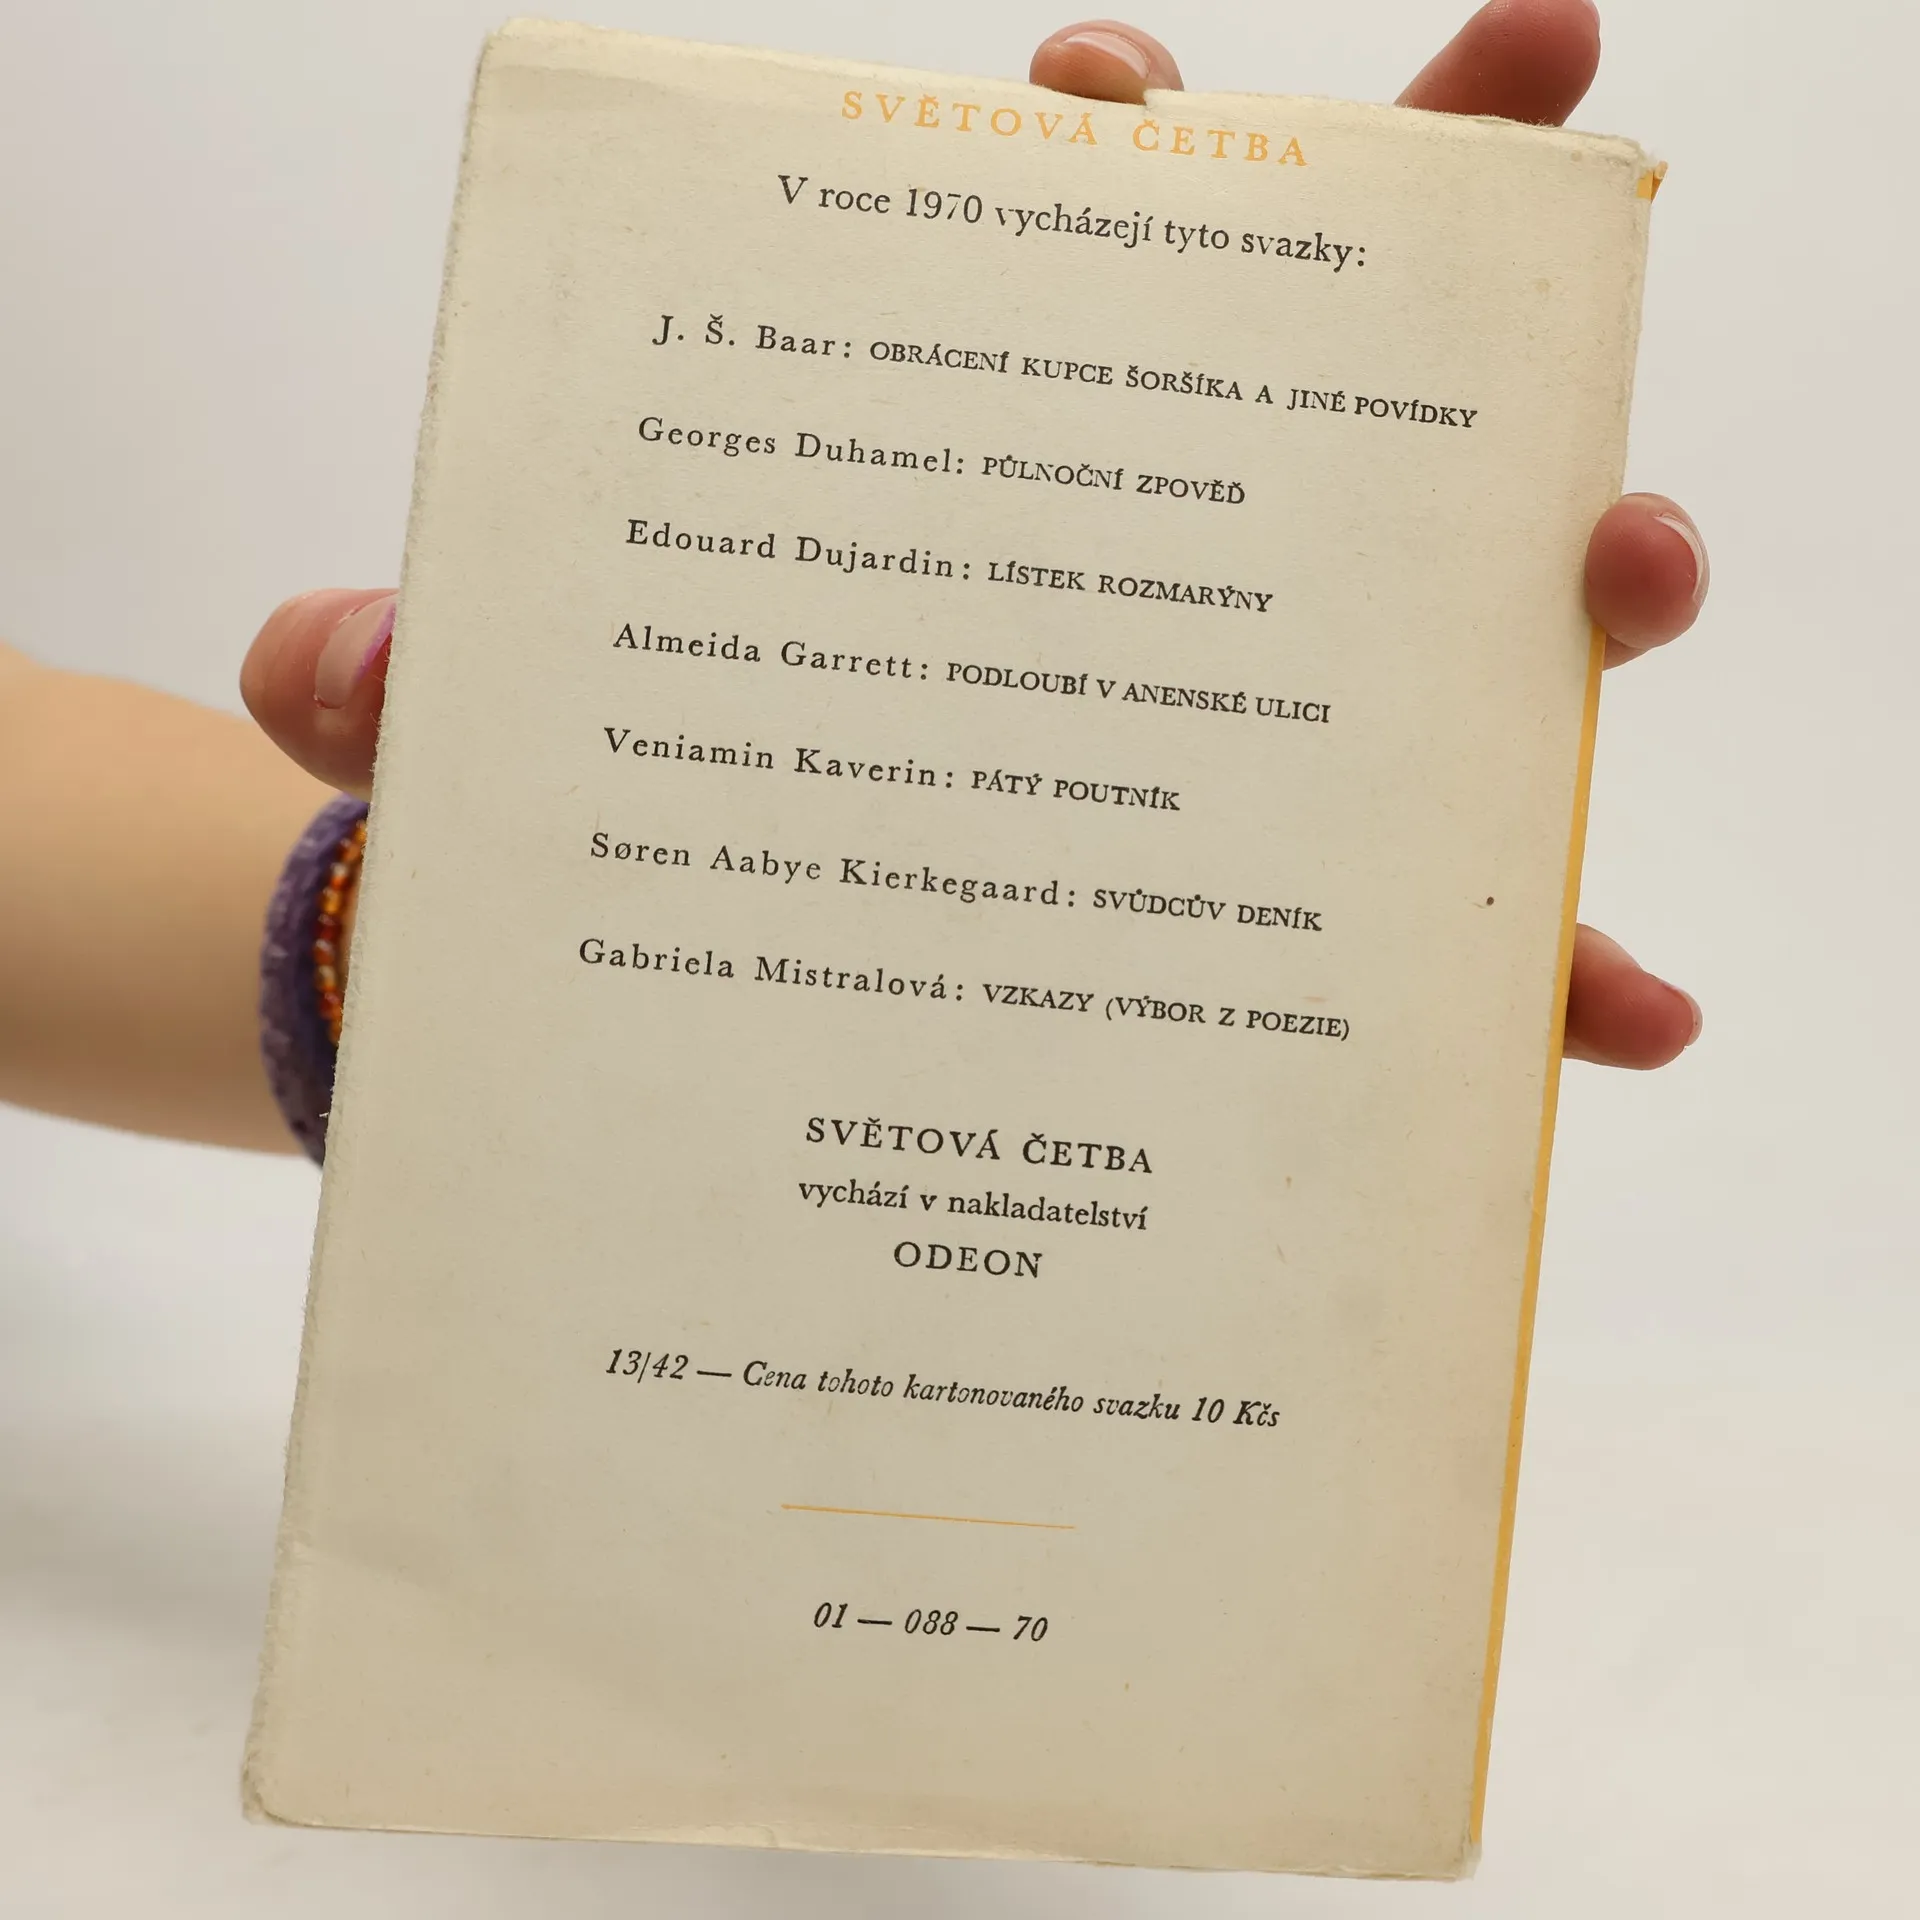 SVĚTOVÁ ČETBA
V roce 1970 vycházejí tyto svazky:
J. Š. Baar: OBRÁCENÍ KUPCE ŠORŠÍKA A JINÉ POVÍDKY
Georges Duhamel: PŮLNOČNÍ ZPOVĚĎ
Edouard Dujardin: LÍSTEK ROZMARÝNY
Almeida Garrett: PODLOUBÍ V ANENSKÉ ULICI
Veniamin Kaverin: PÁTÝ POUTNÍK
Søren Aabye Kierkegaard: SVŮDCŮV DENÍK
Gabriela Mistralová: VZKAZY (VÝBOR Z POEZIE)
SVĚTOVÁ ČETBA
vychází v nakladatelství
ODEON
13/42 — Cena tohoto kartonovaného svazku 10 Kčs
01 — 088 — 70